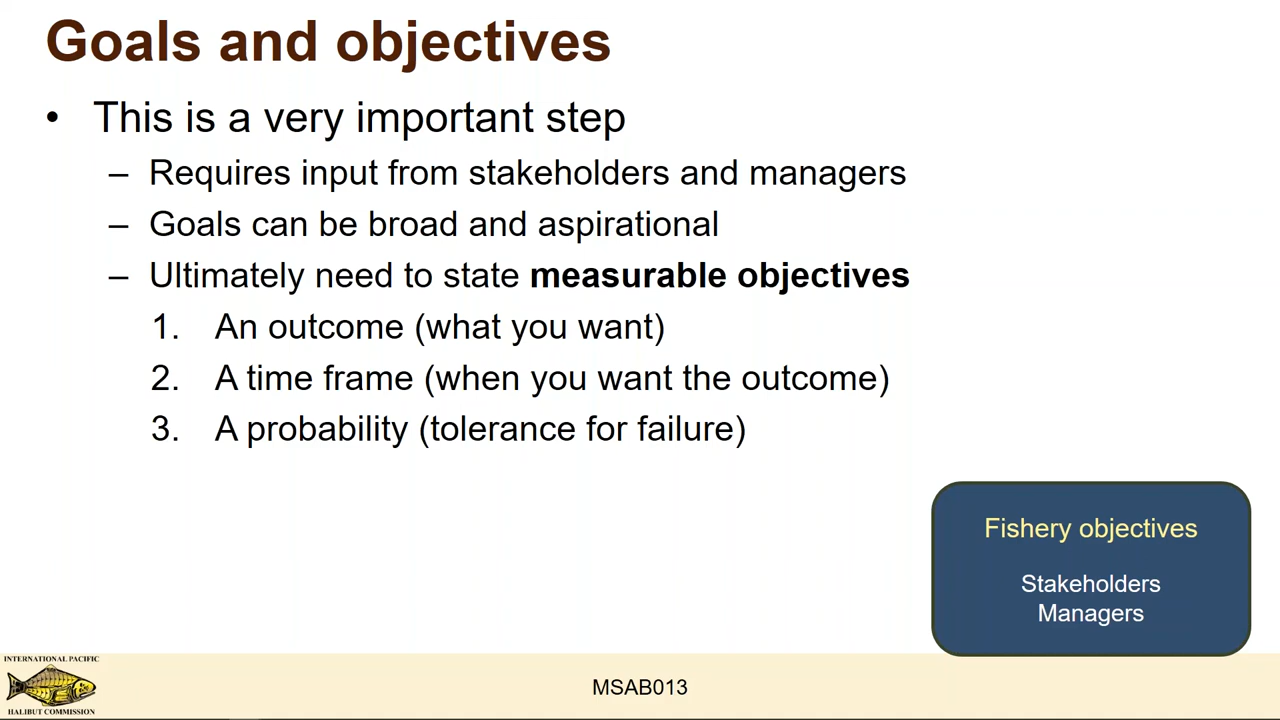 Goals and objectives
• This is a very important step
– Requires input from stakeholders and managers
– Goals can be broad and aspirational
– Ultimately need to state measurable objectives
1. An outcome (what you want)
2. A time frame (when you want the outcome)
3. A probability (tolerance for failure)
Fishery objectives
Stakeholders
Managers
INTERNATIONAL PACIFIC
HALIBUT COMMISSION
MSAB013